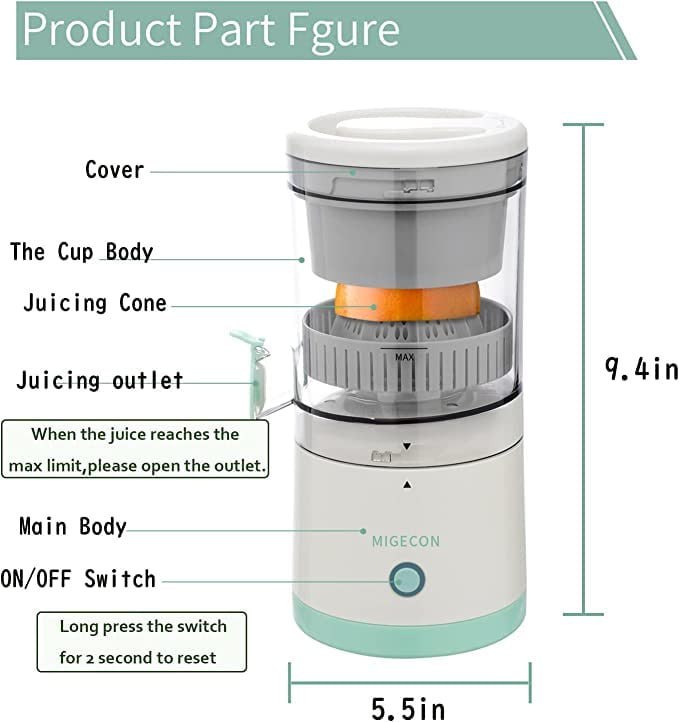 Product Part Fgure
Cover
The Cup Body
Juicing Cone
MAX
9.4in
Juicing outlet
When the juice reaches the
max limit,please open the outlet.
Main Body
MIGECON
ON/OFF Switch
Long press the switch
for 2 second to reset
5.5in